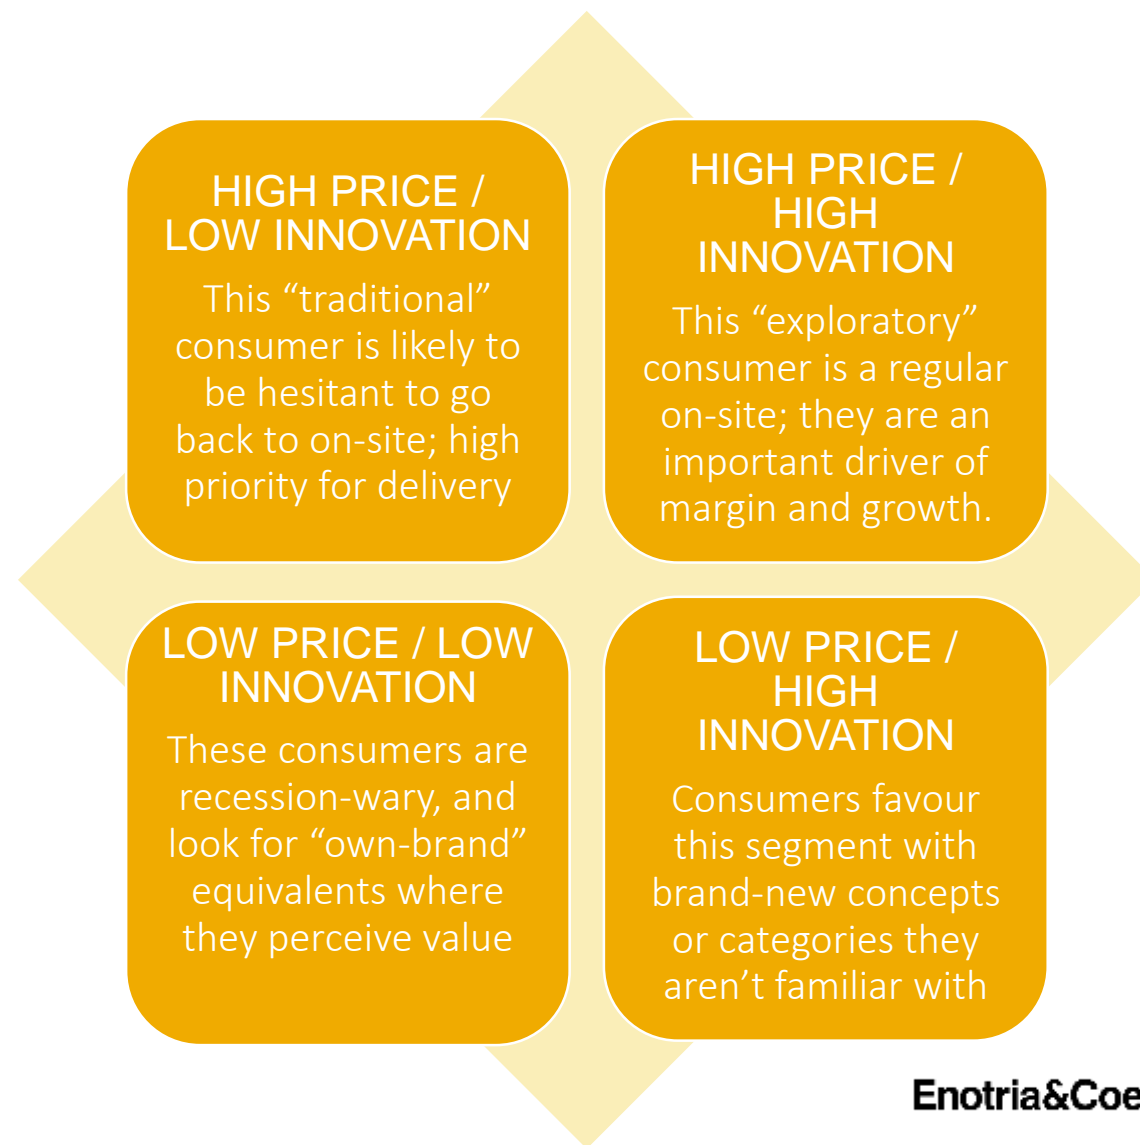 HIGH PRICE /
LOW INNOVATION
This “traditional”
consumer is likely to
be hesitant to go
back to on-site; high
priority for delivery
HIGH PRICE /
HIGH
INNOVATION
This “exploratory”
consumer is a regular
on-site; they are an
important driver of
margin and growth.
LOW PRICE / LOW
INNOVATION
These consumers are
recession-wary, and
look for “own-brand”
equivalents where
they perceive value
LOW PRICE /
HIGH
INNOVATION
Consumers favour
this segment with
brand-new concepts
or categories they
aren’t familiar with
Enotria&Coe